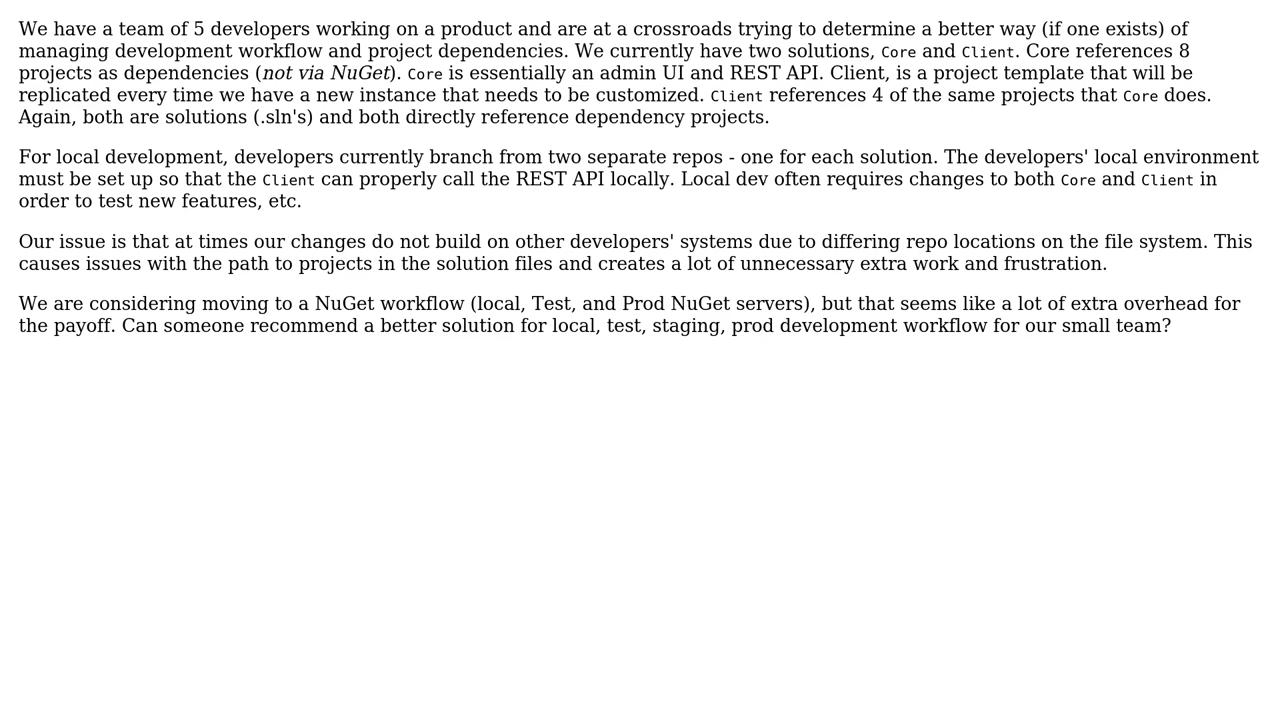 We have a team of 5 developers working on a product and are at a crossroads trying to determine a better way (if one exists) of
managing development workflow and project dependencies. We currently have two solutions, Core and Client. Core references 8
projects as dependencies (not via NuGet). Core is essentially an admin UI and REST API. Client, is a project template that will be
replicated every time we have a new instance that needs to be customized. Client references 4 of the same projects that Core does.
Again, both are solutions (.sln's) and both directly reference dependency projects.
For local development, developers currently branch from two separate repos - one for each solution. The developers' local environment
must be set up so that the Client can properly call the REST API locally. Local dev often requires changes to both Core and Client in
order to test new features, etc.
Our issue is that at times our changes do not build on other developers' systems due to differing repo locations on the file system. This
causes issues with the path to projects in the solution files and creates a lot of unnecessary extra work and frustration.
We are considering moving to a NuGet workflow (local, Test, and Prod NuGet servers), but that seems like a lot of extra overhead for
the payoff. Can someone recommend a better solution for local, test, staging, prod development workflow for our small team?